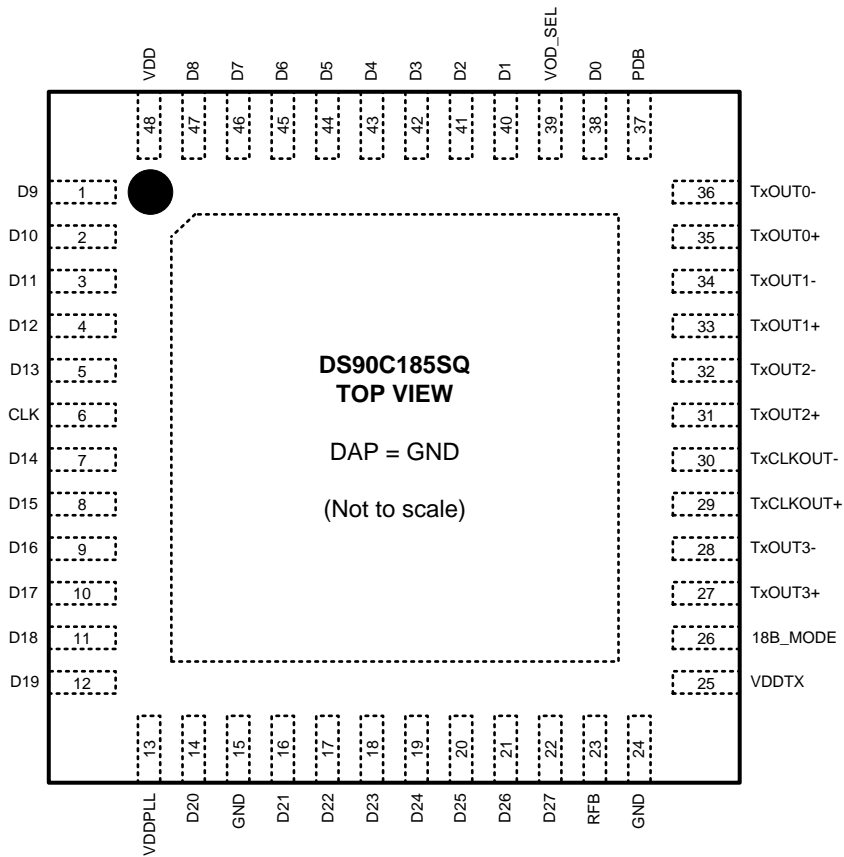 VDD D8 D7 D6 D5 D4 D3 D2 D1 VOD_SEL D0 PDB
48 47 46 45 44 43 42 41 40 39 38 37
D9 1 36 TxOUT0-
D10 2 35 TxOUT0+
D11 3 34 TxOUT1-
D12 4 33 TxOUT1+
D13 5 32 TxOUT2-
CLK 6 31 TxOUT2+
D14 7 30 TxCLKOUT-
D15 8 29 TxCLKOUT+
D16 9 28 TxOUT3-
D17 10 27 TxOUT3+
D18 11 26 18B_MODE
D19 12 25 VDDTX
DS90C185SQ
TOP VIEW
DAP = GND
(Not to scale)
13 14 15 16 17 18 19 20 21 22 23 24
VDDPLL D20 GND D21 D22 D23 D24 D25 D26 D27 RFB GND